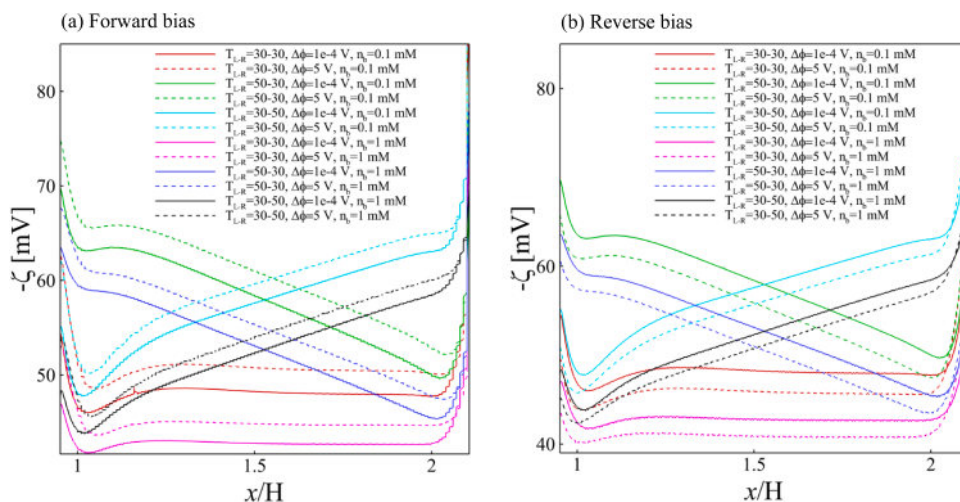 (a) Forward bias
T_L-R=30-30, Δϕ=1e-4 V, n_b=0.1 mM
T_L-R=30-30, Δϕ=5 V, n_b=0.1 mM
T_L-R=50-30, Δϕ=1e-4 V, n_b=0.1 mM
T_L-R=50-30, Δϕ=5 V, n_b=0.1 mM
T_L-R=30-50, Δϕ=1e-4 V, n_b=0.1 mM
T_L-R=30-50, Δϕ=5 V, n_b=0.1 mM
T_L-R=30-30, Δϕ=1e-4 V, n_b=1 mM
T_L-R=30-30, Δϕ=5 V, n_b=1 mM
T_L-R=50-30, Δϕ=1e-4 V, n_b=1 mM
T_L-R=50-30, Δϕ=5 V, n_b=1 mM
T_L-R=30-50, Δϕ=1e-4 V, n_b=1 mM
T_L-R=30-50, Δϕ=5 V, n_b=1 mM
80
70
60
50
-ζ [mV]
1
1.5
2
x/H
(b) Reverse bias
T_L-R=30-30, Δϕ=1e-4 V, n_b=0.1 mM
T_L-R=30-30, Δϕ=5 V, n_b=0.1 mM
T_L-R=50-30, Δϕ=1e-4 V, n_b=0.1 mM
T_L-R=50-30, Δϕ=5 V, n_b=0.1 mM
T_L-R=30-50, Δϕ=1e-4 V, n_b=0.1 mM
T_L-R=30-50, Δϕ=5 V, n_b=0.1 mM
T_L-R=30-30, Δϕ=1e-4 V, n_b=1 mM
T_L-R=30-30, Δϕ=5 V, n_b=1 mM
T_L-R=50-30, Δϕ=1e-4 V, n_b=1 mM
T_L-R=50-30, Δϕ=5 V, n_b=1 mM
T_L-R=30-50, Δϕ=1e-4 V, n_b=1 mM
T_L-R=30-50, Δϕ=5 V, n_b=1 mM
80
60
40
-ζ [mV]
1
1.5
2
x/H